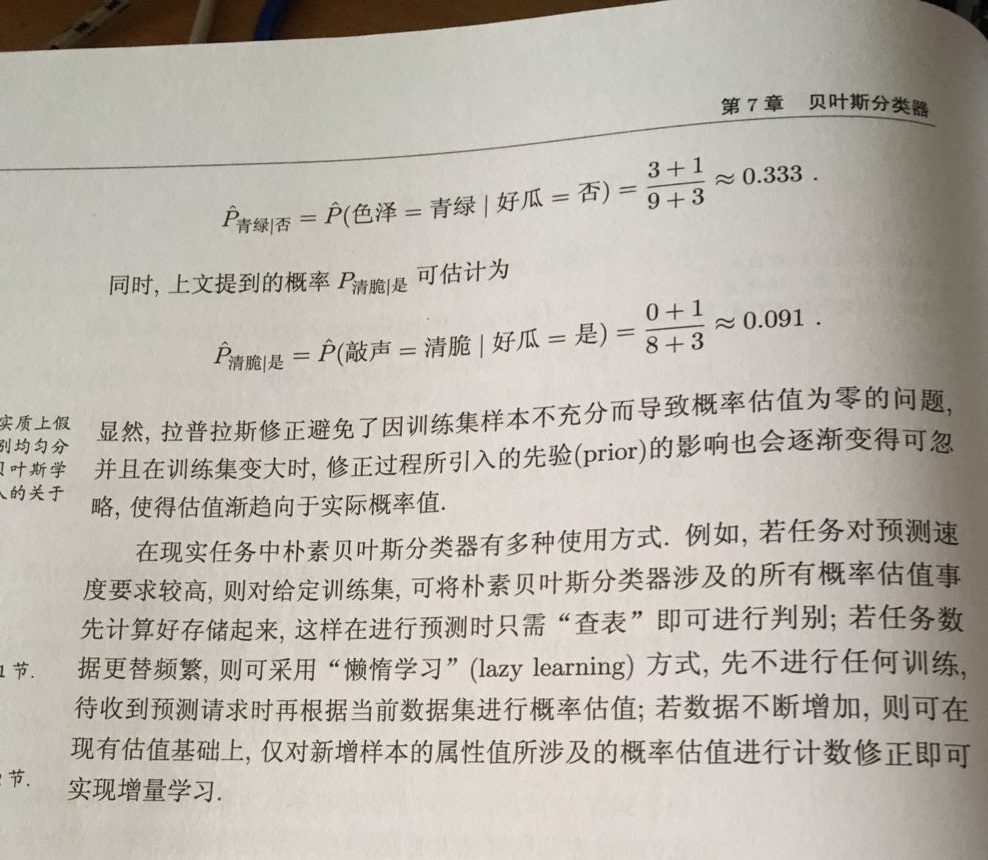 第 7 章 贝叶斯分类器
P̂青绿|否 = P̂(色泽 = 青绿 | 好瓜 = 否) = (3 + 1)/(9 + 3) ≈ 0.333 .
同时, 上文提到的概率 P清脆|是 可估计为
P̂清脆|是 = P̂(敲声 = 清脆 | 好瓜 = 是) = (0 + 1)/(8 + 3) ≈ 0.091 .
实质上假
别均匀分
叶斯学
的关于
显然, 拉普拉斯修正避免了因训练集样本不充分而导致概率估值为零的问题,
并且在训练集变大时, 修正过程所引入的先验(prior)的影响也会逐渐变得可忽
略, 使得估值渐趋向于实际概率值.
在现实任务中朴素贝叶斯分类器有多种使用方式. 例如, 若任务对预测速
度要求较高, 则对给定训练集, 可将朴素贝叶斯分类器涉及的所有概率估值事
先计算好存储起来, 这样在进行预测时只需“查表”即可进行判别; 若任务数
据更替频繁, 则可采用“懒惰学习”(lazy learning) 方式, 先不进行任何训练,
待收到预测请求时再根据当前数据集进行概率估值; 若数据不断增加, 则可在
现有估值基础上, 仅对新增样本的属性值所涉及的概率估值进行计数修正即可
实现增量学习.
1 节.
节.